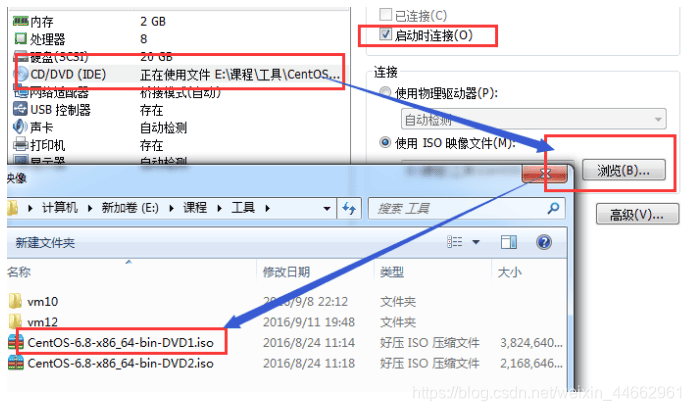 内存 2 GB
处理器 8
硬盘(SCSI) 20 GB
CD/DVD (IDE) 正在使用文件 E:\课程\工具\CentOS...
网络适配器 桥接模式(自动)
USB 控制器 存在
声卡 自动检测
打印机 存在
显示器 自动检测
已连接(C)
启动时连接(O)
连接
使用物理驱动器(P):
自动检测
使用 ISO 映像文件(M):
浏览(B)...
高级(V)...
映像
计算机 新加卷 (E:) 课程 工具
搜索 工具
新建文件夹
名称 修改日期 类型 大小
vm10 2016/9/8 22:12 文件夹
vm12 2016/9/11 19:48 文件夹
CentOS-6.8-x86_64-bin-DVD1.iso 2016/8/24 11:14 好压 ISO 压缩文件 3,824,640...
CentOS-6.8-x86_64-bin-DVD2.iso 2016/8/24 11:18 好压 ISO 压缩文件 2,168,646...
https://blog.csdn.net/weixin_44662961